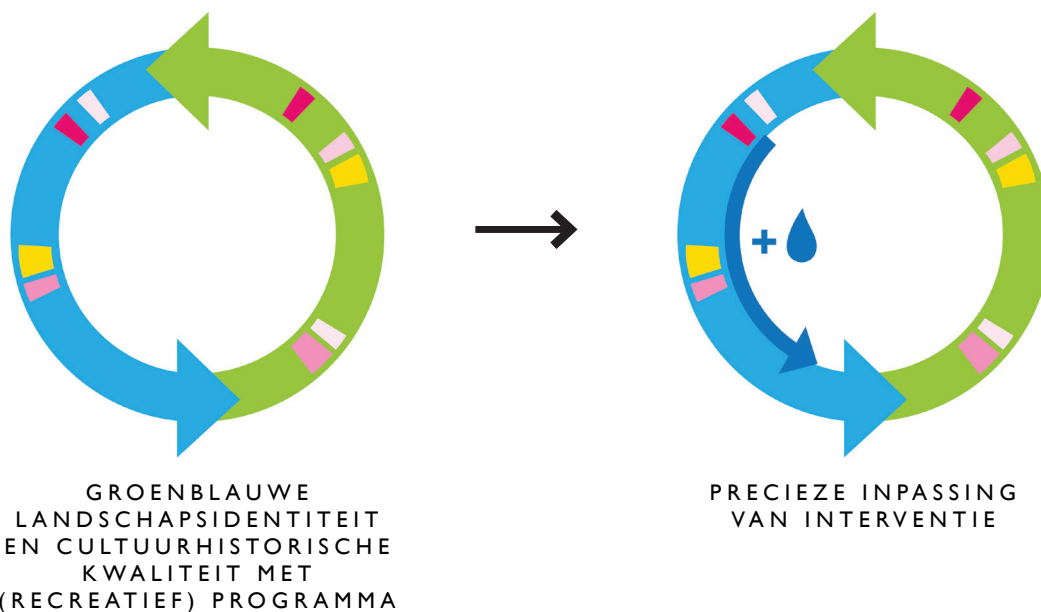 +
GROENBLAUWE
LANDSCHAPSIDENTITEIT
EN CULTUURHISTORISCHE
KWALITEIT MET
(RECREATIEF) PROGRAMMA
PRECIEZE INPASSING
VAN INTERVENTIE